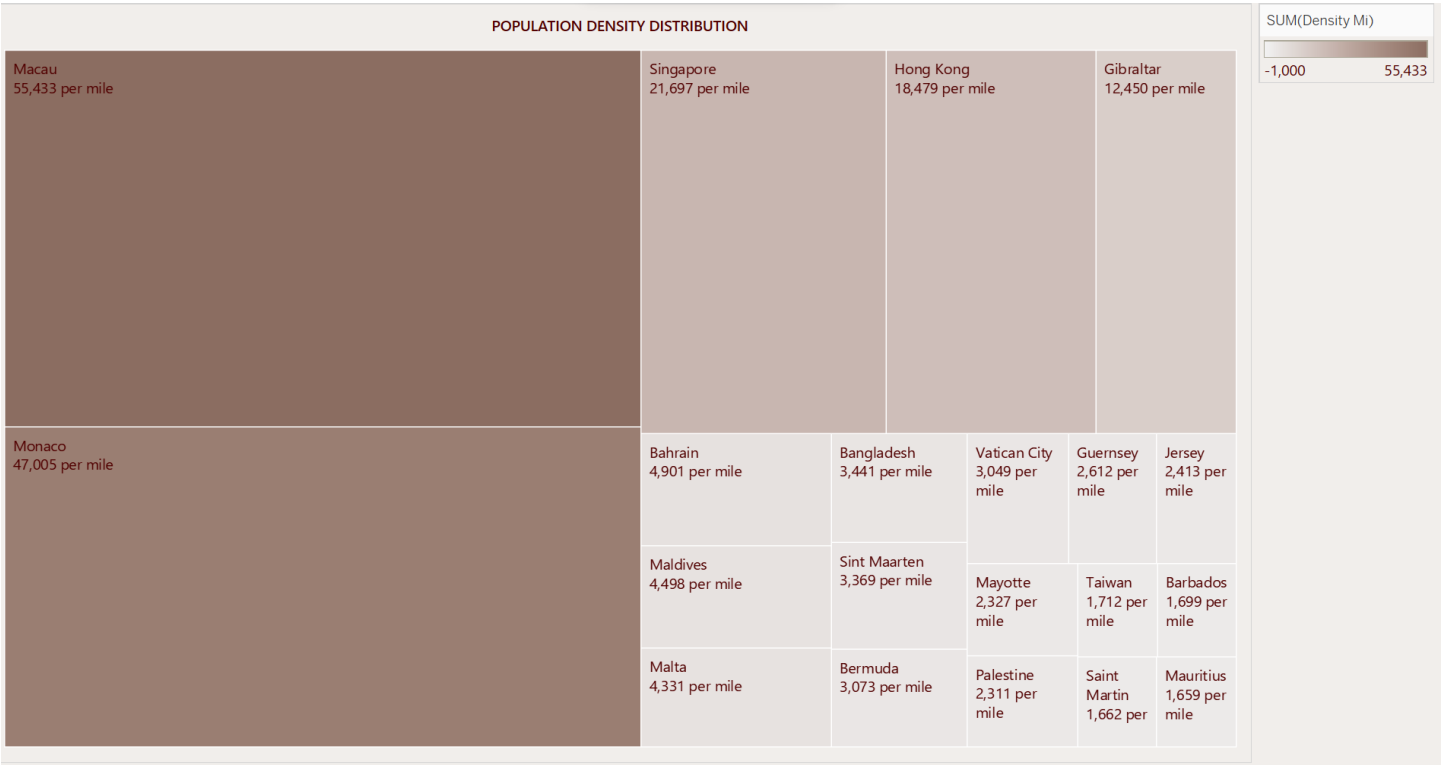 POPULATION DENSITY DISTRIBUTION
SUM(Density Mi)
-1,000
55,433
Macau
55,433 per mile
Monaco
47,005 per mile
Singapore
21,697 per mile
Hong Kong
18,479 per mile
Gibraltar
12,450 per mile
Bahrain
4,901 per mile
Maldives
4,498 per mile
Malta
4,331 per mile
Bangladesh
3,441 per mile
Sint Maarten
3,369 per mile
Bermuda
3,073 per mile
Vatican City
3,049 per
mile
Guernsey
2,612 per
mile
Jersey
2,413 per
mile
Mayotte
2,327 per
mile
Taiwan
1,712 per
mile
Barbados
1,699 per
mile
Palestine
2,311 per
mile
Saint
Martin
1,662 per
Mauritius
1,659 per
mile